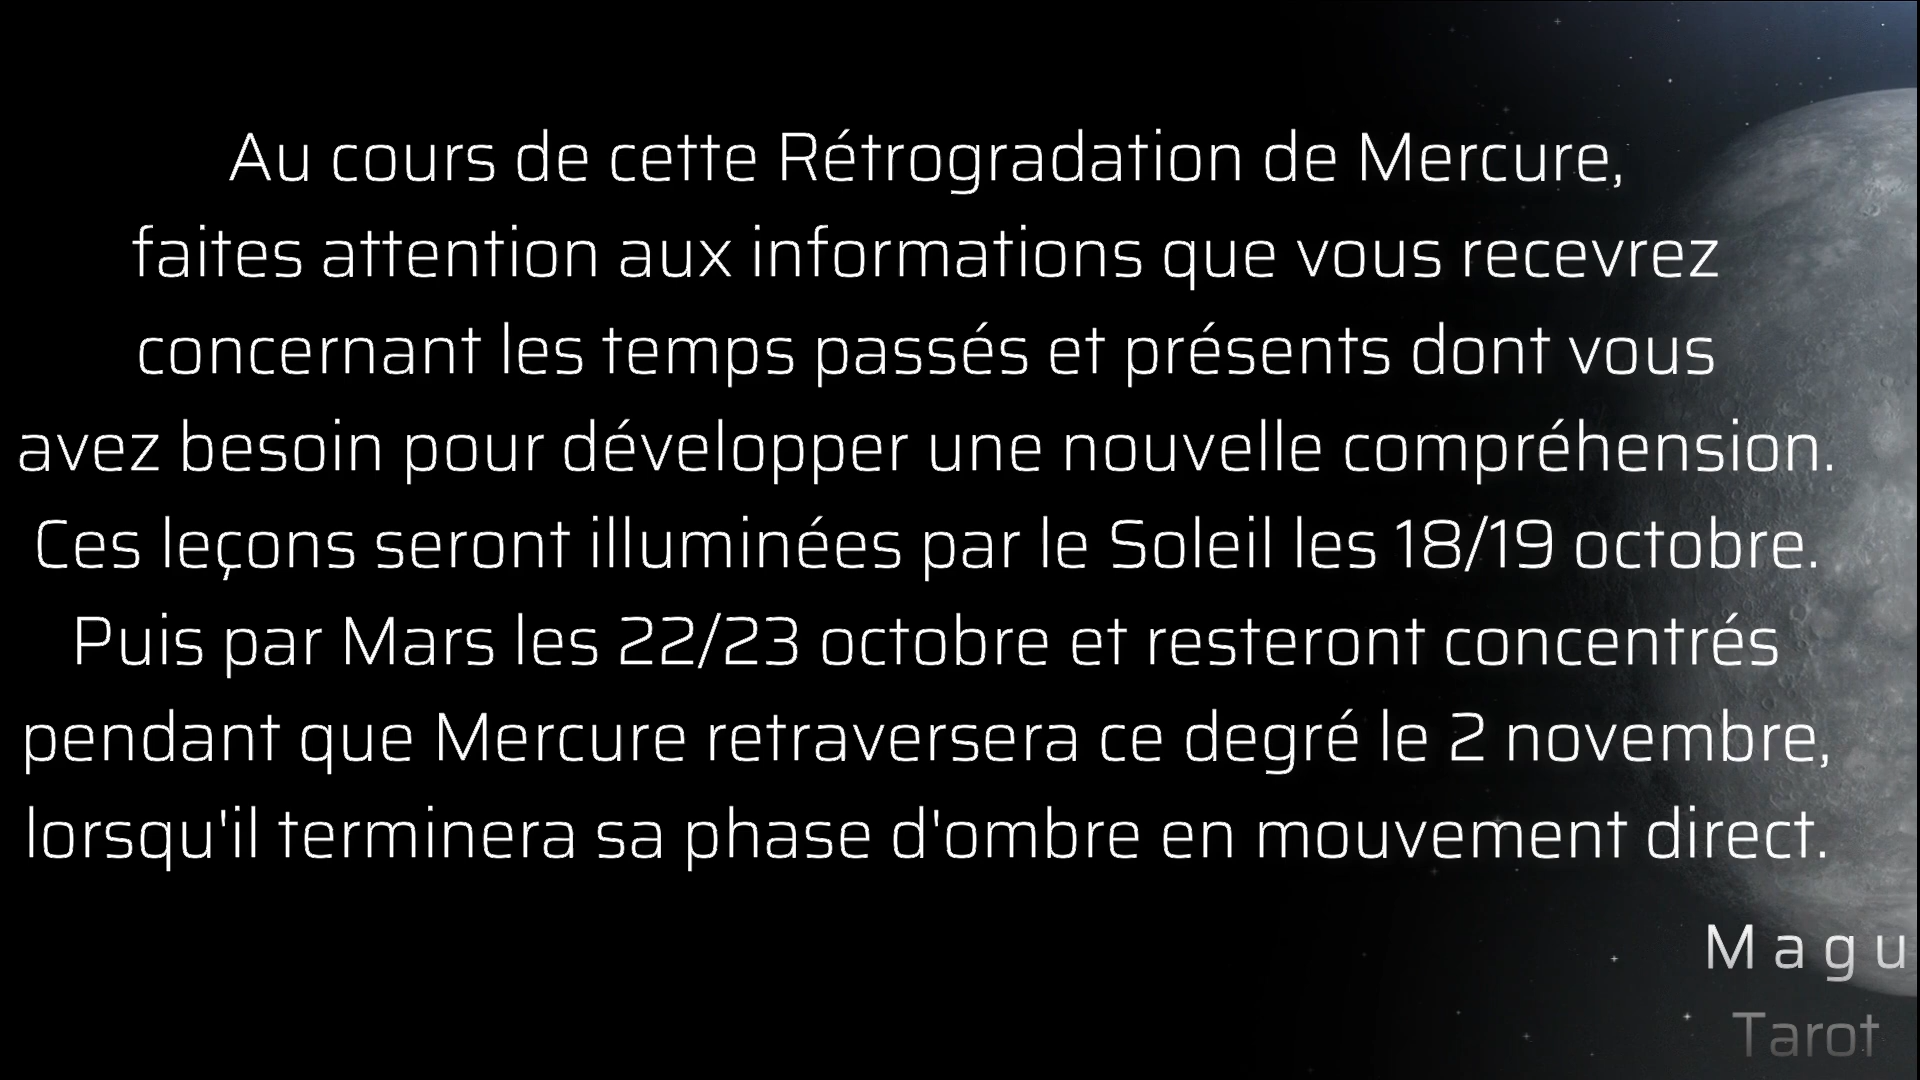 Au cours de cette Rétrogradation de Mercure,
faites attention aux informations que vous recevrez
concernant les temps passés et présents dont vous
avez besoin pour développer une nouvelle compréhension.
Ces leçons seront illuminées par le Soleil les 18/19 octobre.
Puis par Mars les 22/23 octobre et resteront concentrés
pendant que Mercure retraversera ce degré le 2 novembre,
lorsqu'il terminera sa phase d'ombre en mouvement direct.
Magu
Tarot